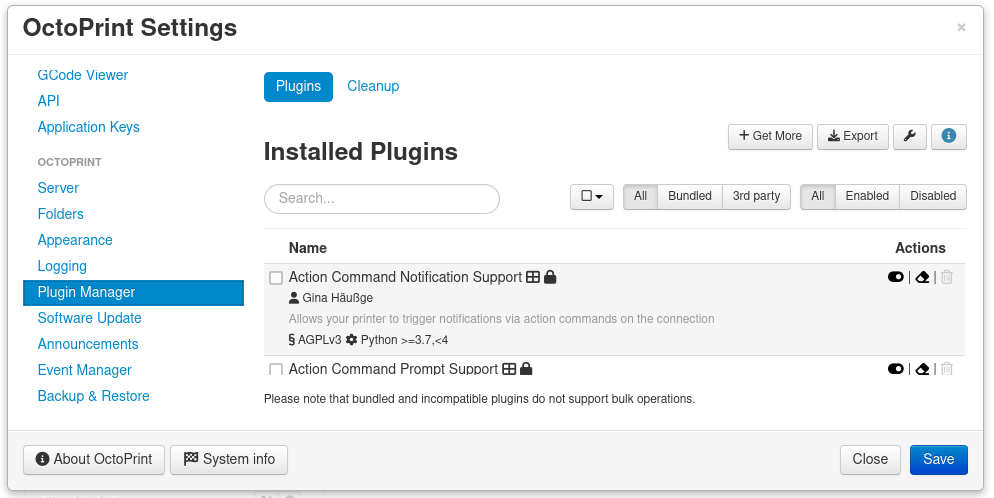 OctoPrint Settings
×
GCode Viewer
API
Application Keys
OCTOPRINT
Server
Folders
Appearance
Logging
Plugin Manager
Software Update
Announcements
Event Manager
Backup & Restore
Plugins Cleanup
Installed Plugins
Get More Export
Search...
All Bundled 3rd party All Enabled Disabled
Name Actions
Action Command Notification Support | |
Gina Häußge
Allows your printer to trigger notifications via action commands on the connection
§ AGPLv3 Python >=3.7,<4
Action Command Prompt Support | |
Please note that bundled and incompatible plugins do not support bulk operations.
About OctoPrint System info Close Save